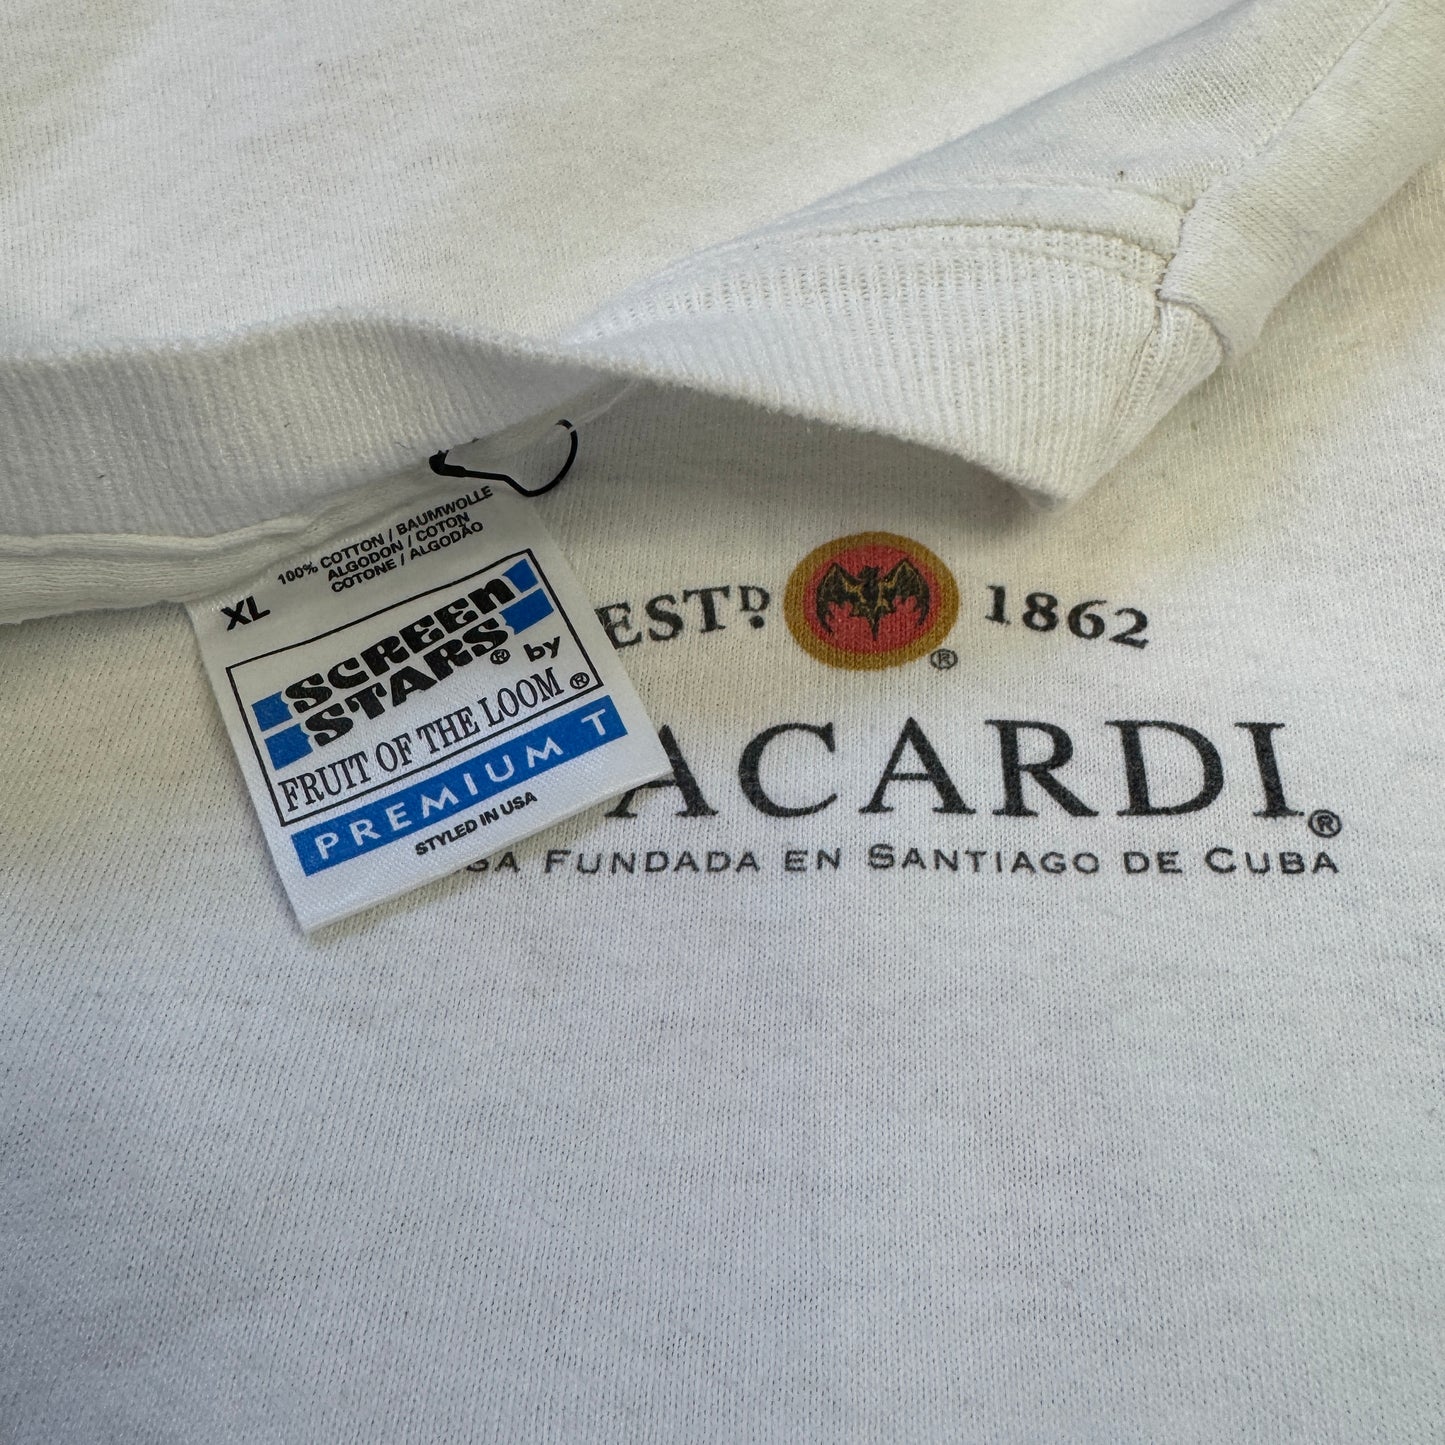 100% COTTON / BAUMWOLLE
ALGODON / COTON
COTONE / ALGODÃO
XL
SCREEN
STARS® by
FRUIT OF THE LOOM®
PREMIUM T
STYLED IN USA
ESTD. 1862
®
ACARDI®
GA FUNDADA EN SANTIAGO DE CUBA